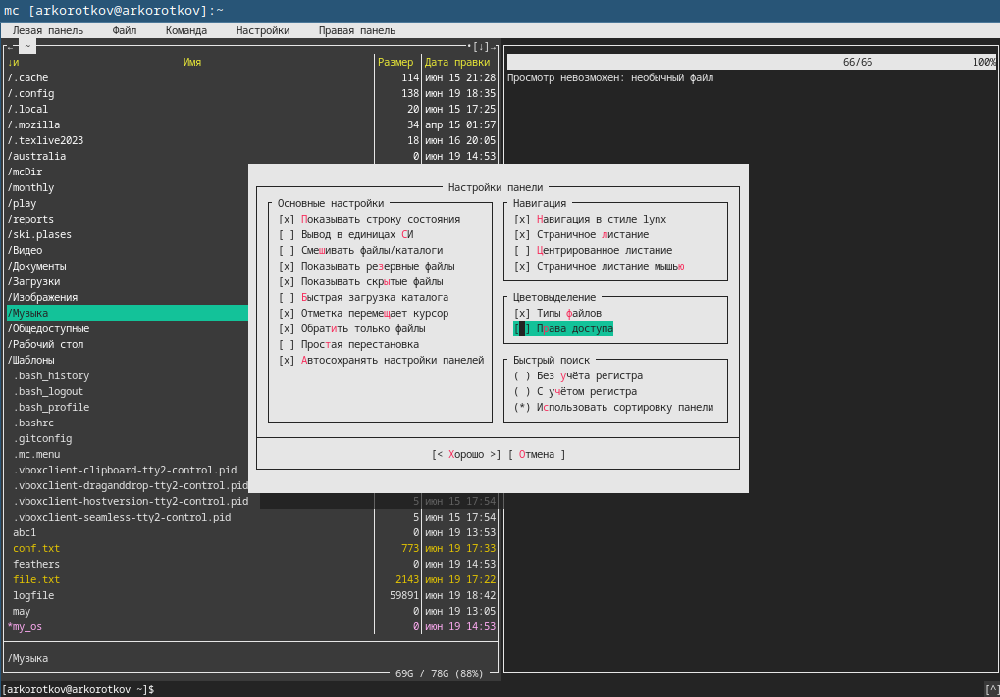 mc [arkorotkov@arkorotkov]:~
Левая панель Файл Команда Настройки Правая панель
~ [↓]
↓и Имя Размер Дата правки
66/66 100%
/.cache 114 июн 15 21:28
Просмотр невозможен: необычный файл
/.config 138 июн 19 18:35
/.local 20 июн 15 17:25
/.mozilla 34 апр 15 01:57
/.texlive2023 18 июн 16 20:05
/australia 0 июн 19 14:53
/mcDir
/monthly
/play
/reports
/ski.plases
/Видео
/Документы
/Загрузки
/Изображения
/Музыка
/Общедоступные
/Рабочий стол
/Шаблоны
.bash_history
.bash_logout
.bash_profile
.bashrc
.gitconfig
.mc.menu
.vboxclient-clipboard-tty2-control.pid
.vboxclient-draganddrop-tty2-control.pid
.vboxclient-hostversion-tty2-control.pid 5 июн 15 17:54
.vboxclient-seamless-tty2-control.pid 5 июн 15 17:54
abc1 0 июн 19 13:53
conf.txt 773 июн 19 17:33
feathers 0 июн 19 14:53
file.txt 2143 июн 19 17:22
logfile 59891 июн 19 18:42
may 0 июн 19 13:05
*my_os 0 июн 19 14:53
/Музыка
69G / 78G (88%)
[arkorotkov@arkorotkov ~]$ [^]
Настройки панели
Основные настройки
[x] Показывать строку состояния
[ ] Вывод в единицах СИ
[ ] Смешивать файлы/каталоги
[x] Показывать резервные файлы
[x] Показывать скрытые файлы
[ ] Быстрая загрузка каталога
[x] Отметка перемещает курсор
[x] Обратить только файлы
[ ] Простая перестановка
[x] Автосохранять настройки панелей
Навигация
[x] Навигация в стиле lynx
[x] Страничное листание
[ ] Центрированное листание
[x] Страничное листание мышью
Цветовыделение
[x] Типы файлов
[ ] Права доступа
Быстрый поиск
( ) Без учёта регистра
( ) С учётом регистра
(*) Использовать сортировку панели
[< Хорошо >] [ Отмена ]